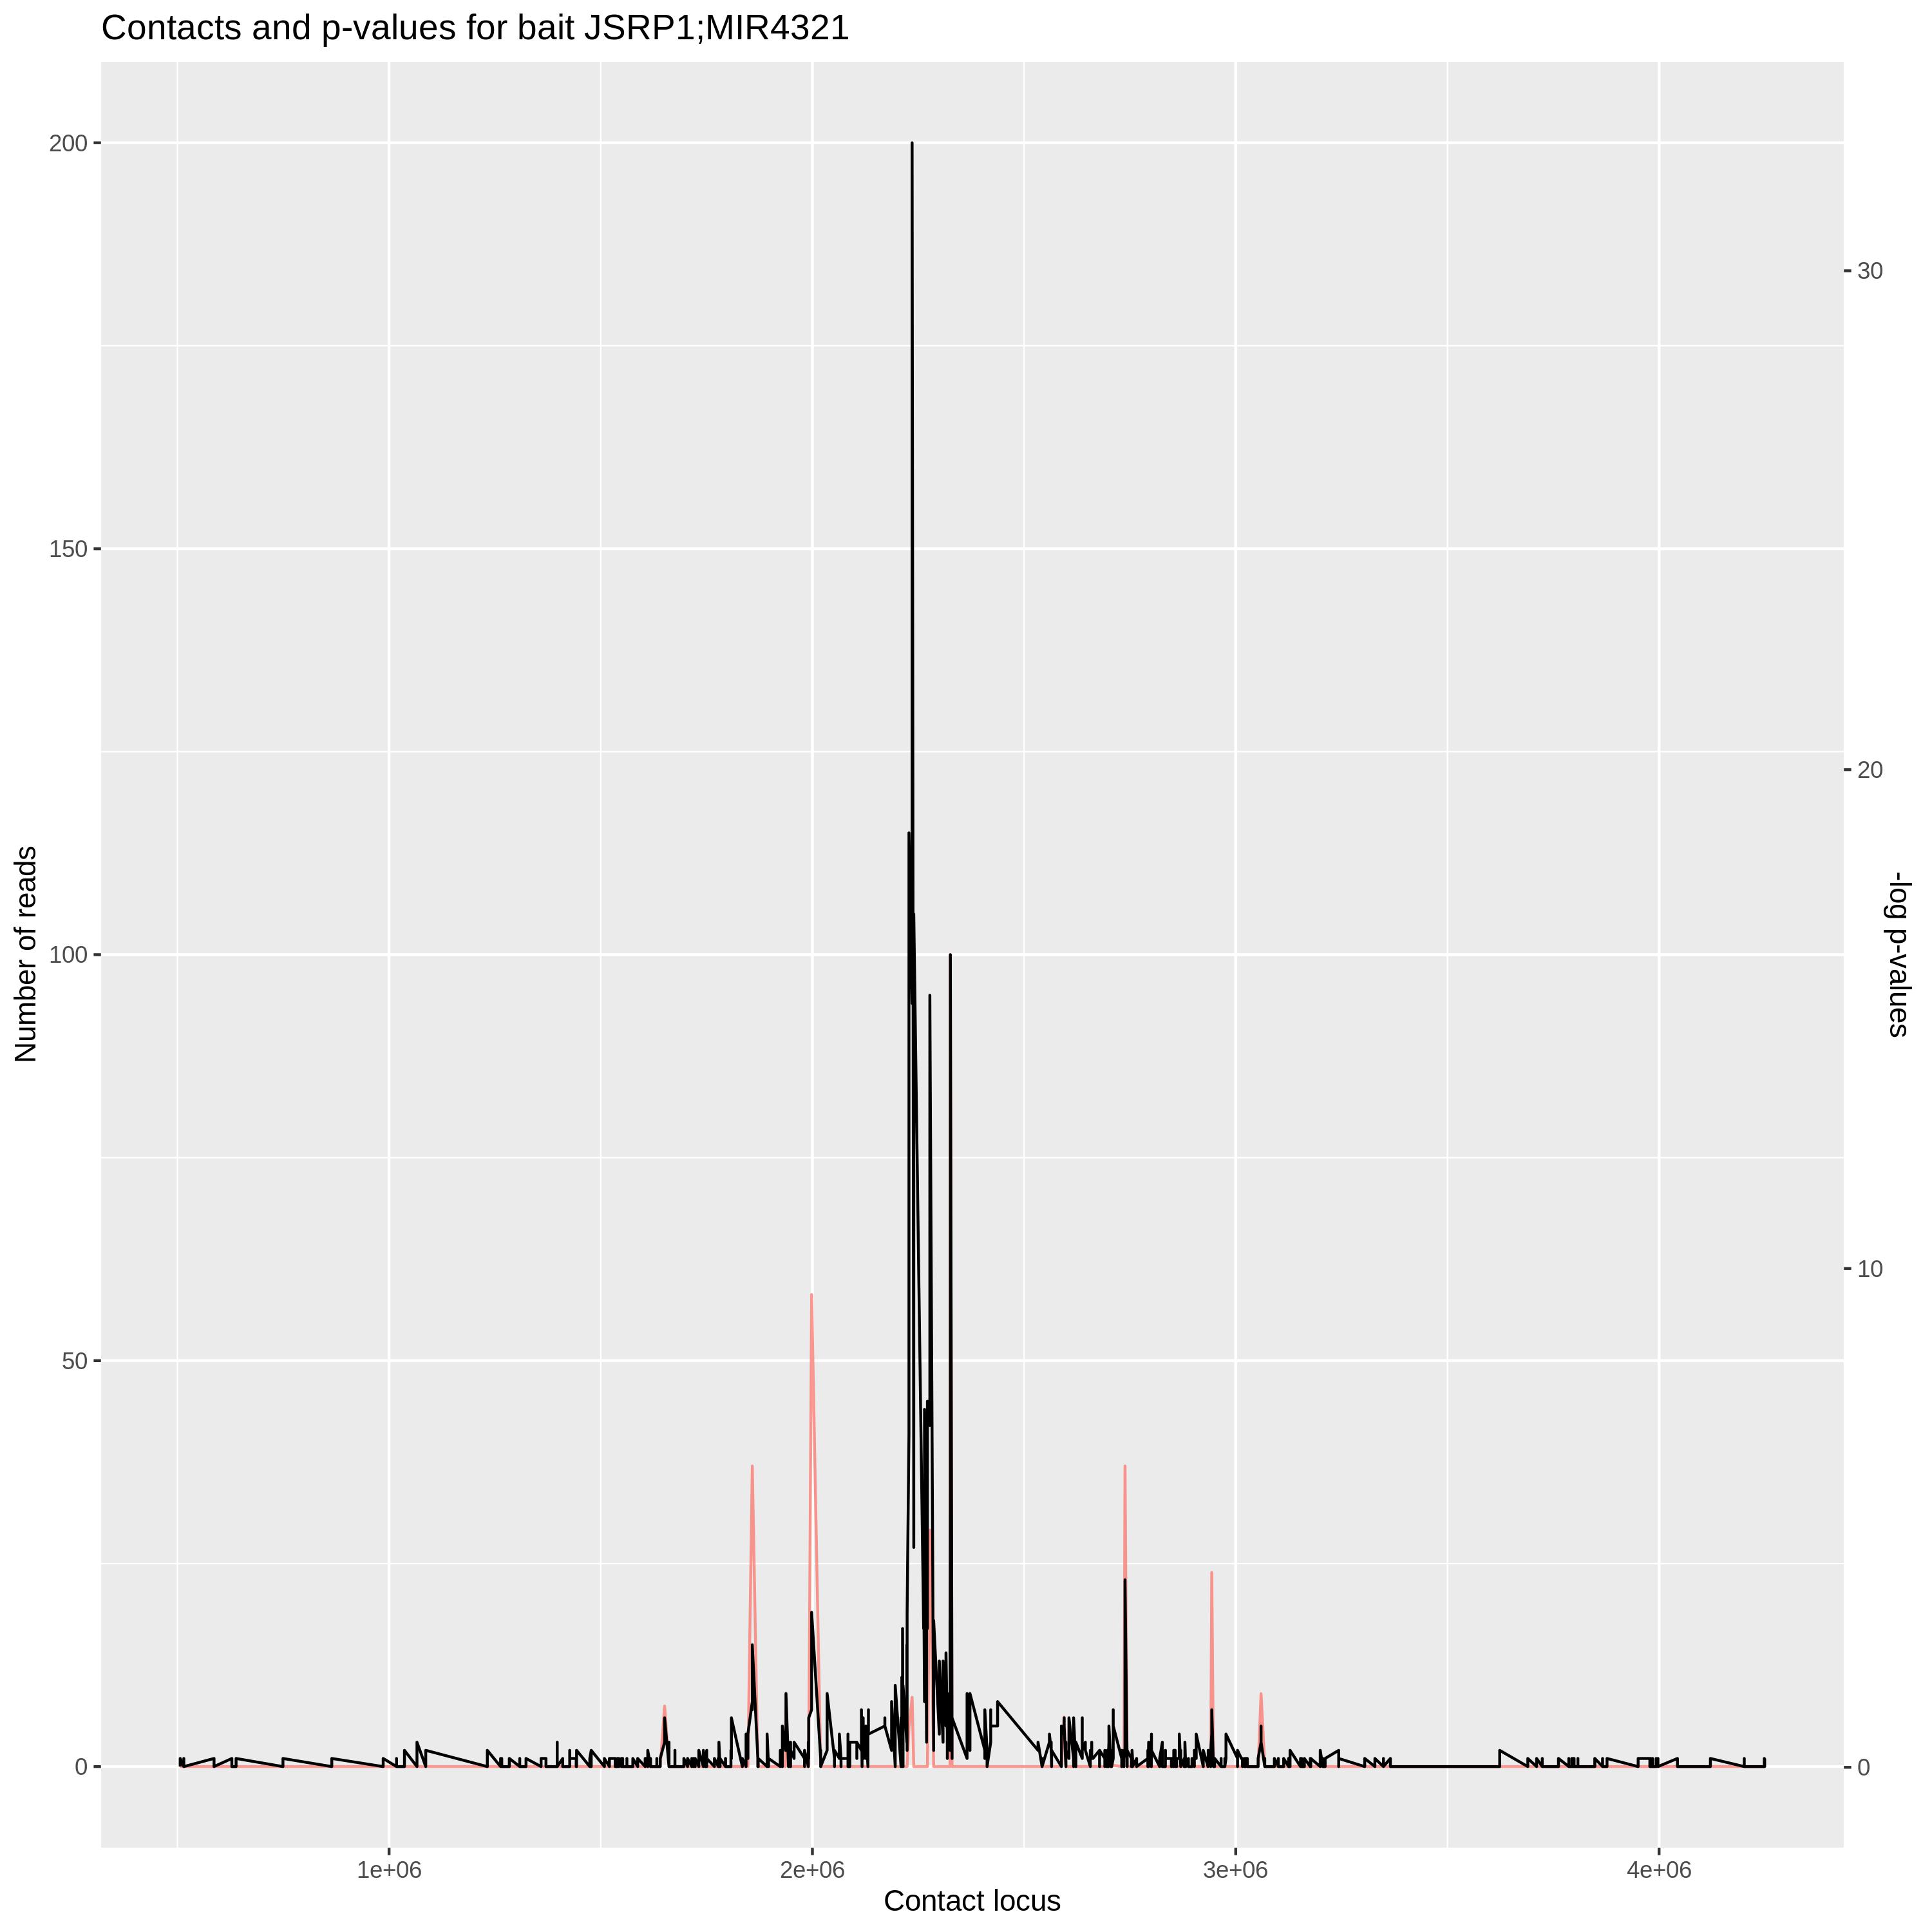 Contacts and p-values for bait JSRP1;MIR4321
200
150
100
50
0
Number of reads
30
20
10
0
-log p-values
1e+06
2e+06
3e+06
4e+06
Contact locus